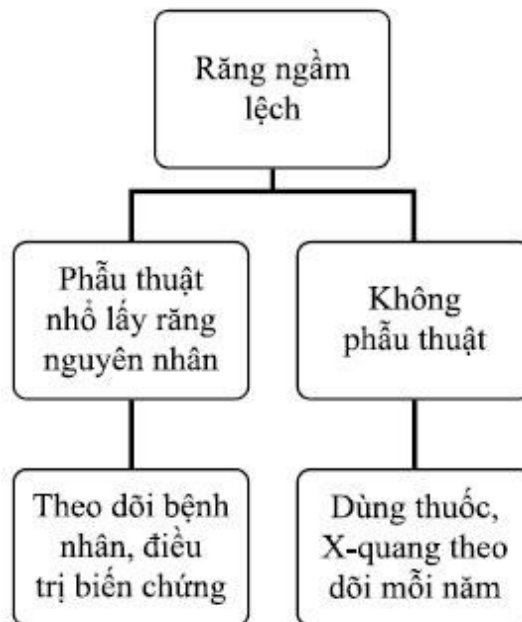 Răng ngầm
lệch
Phẫu thuật
nhổ lấy răng
nguyên nhân
Không
phẫu thuật
Theo dõi bệnh
nhân, điều
trị biến chứng
Dùng thuốc,
X-quang theo
dõi mỗi năm